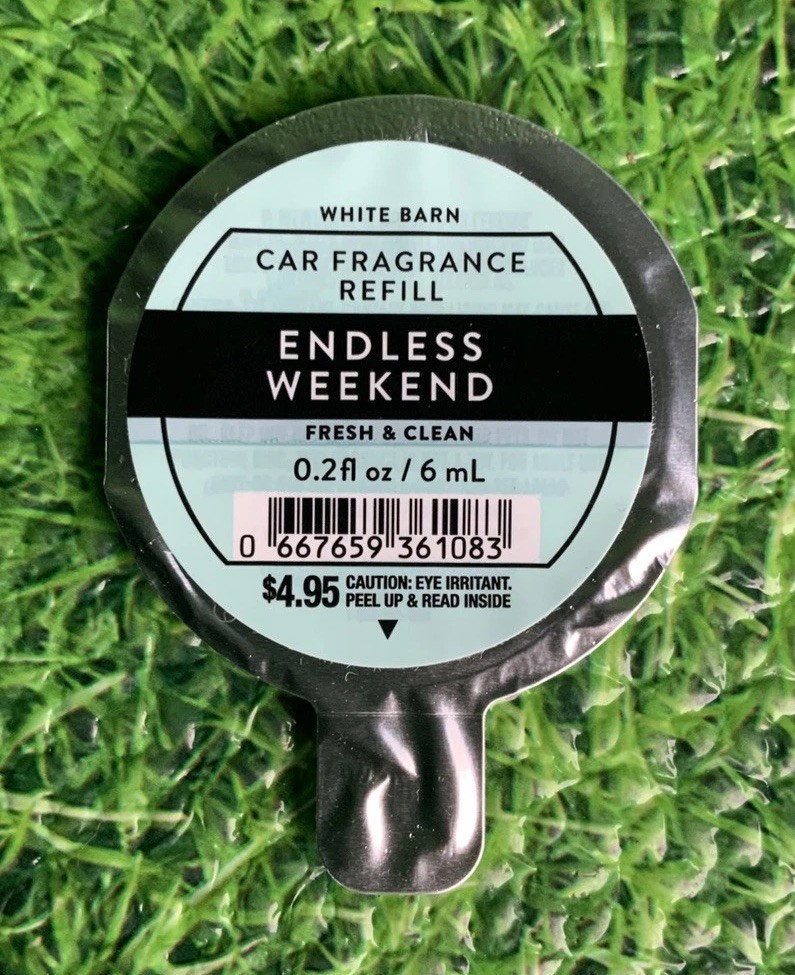 WHITE BARN
CAR FRAGRANCE
REFILL
ENDLESS
WEEKEND
FRESH & CLEAN
0.2fl oz / 6 mL
0 667659 361083
$4.95 CAUTION: EYE IRRITANT.
PEEL UP & READ INSIDE